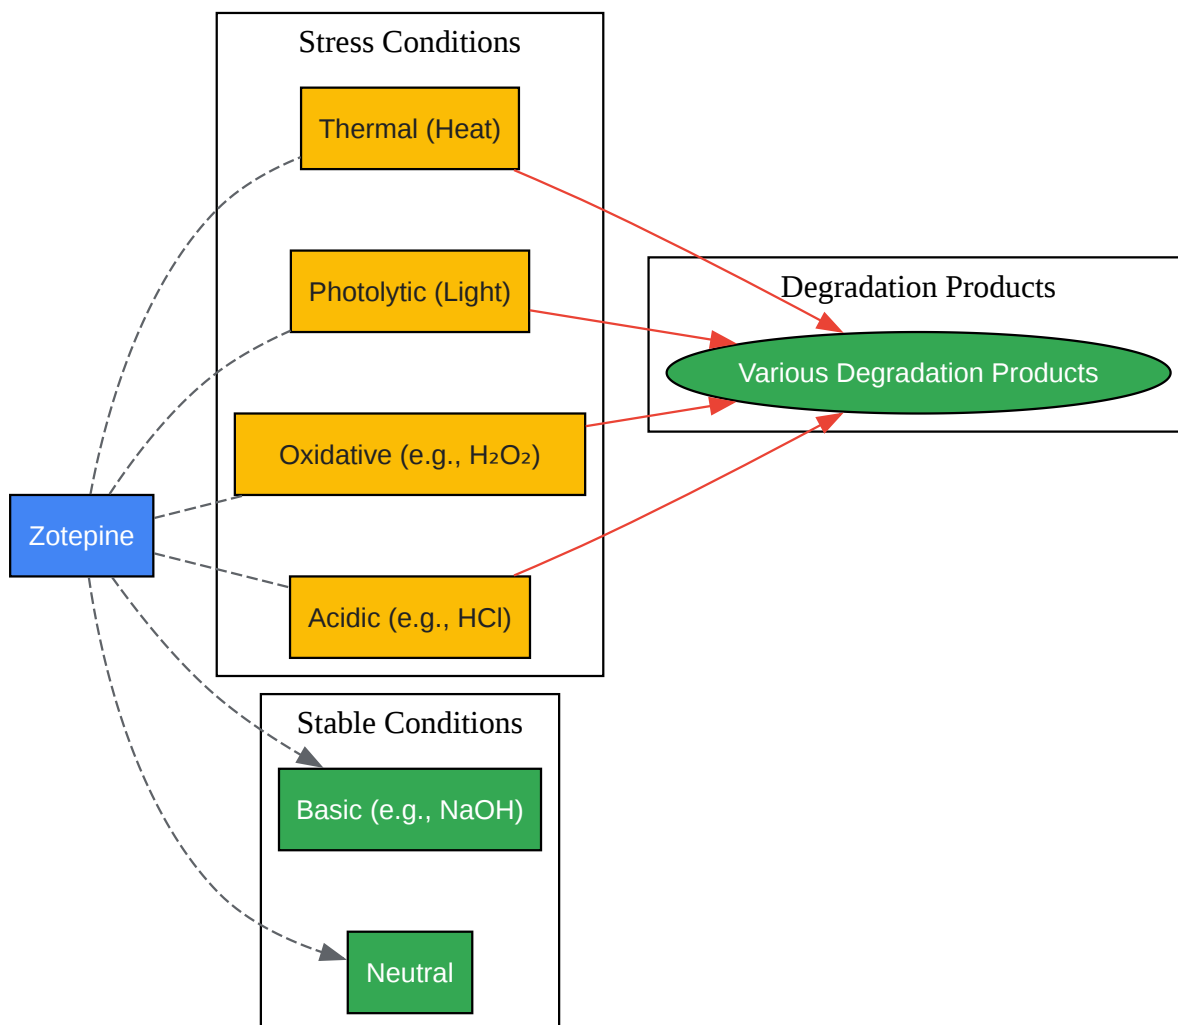 Stress Conditions
Thermal (Heat)
Photolytic (Light)
Oxidative (e.g., H₂O₂)
Acidic (e.g., HCl)
Zotepine
Degradation Products
Various Degradation Products
Stable Conditions
Basic (e.g., NaOH)
Neutral